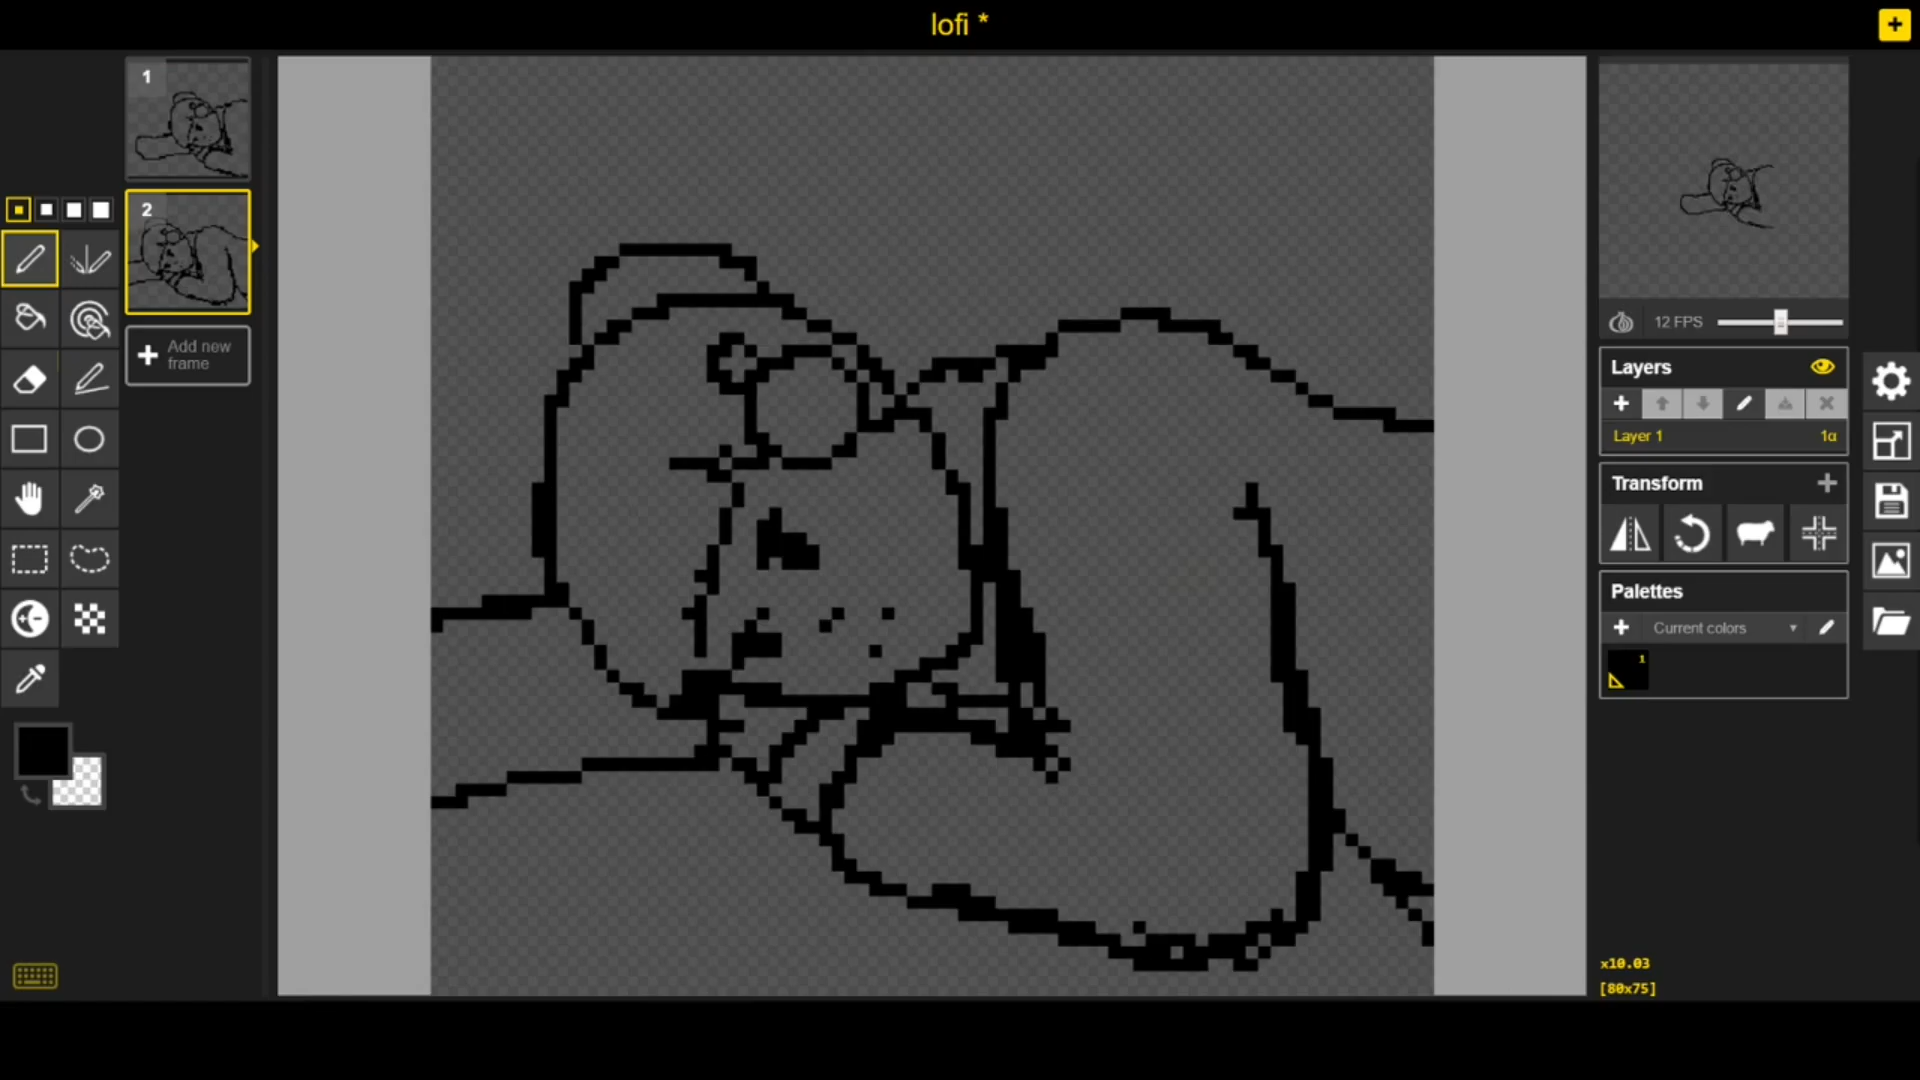 lofi *
+
1
2
Add new
frame
12 FPS
Layers
Layer 1
1α
Transform
Palettes
Current colors
1
x10.03
[80x75]